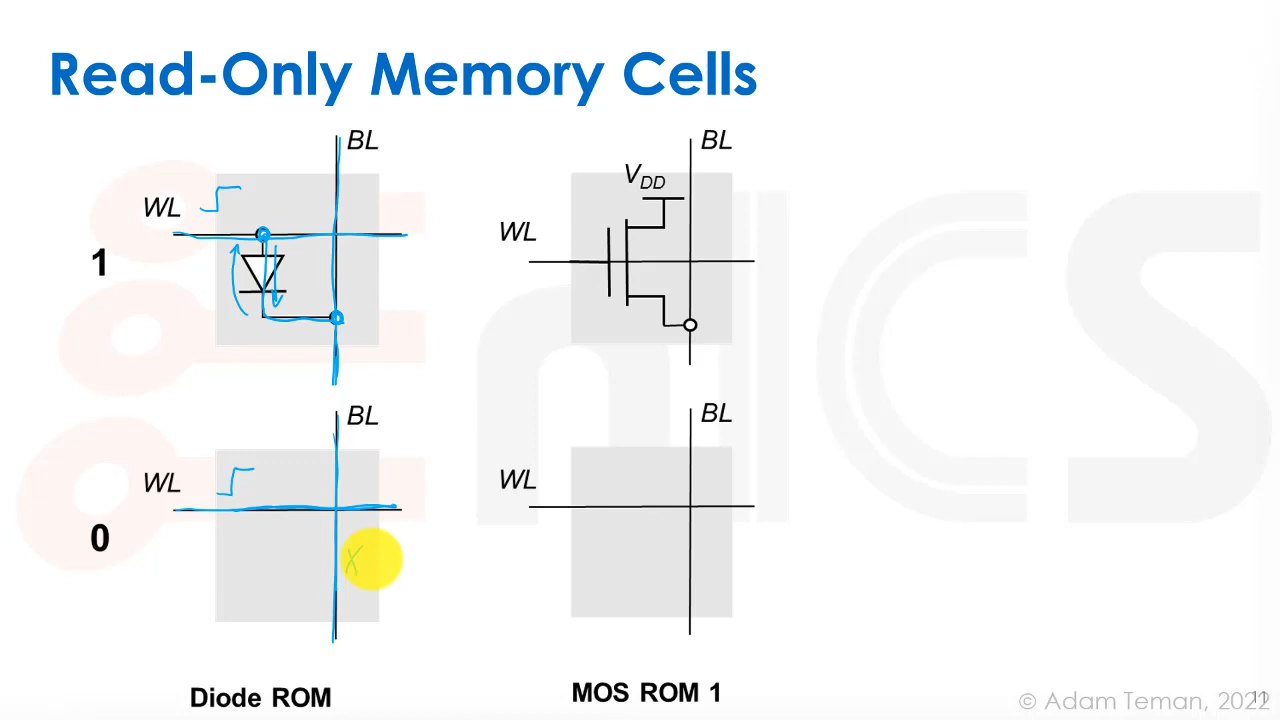 Read-Only Memory Cells
BL
WL
1
BL
V_DD
WL
BL
WL
0
X
BL
WL
Diode ROM
MOS ROM 1
© Adam Teman, 2022
11